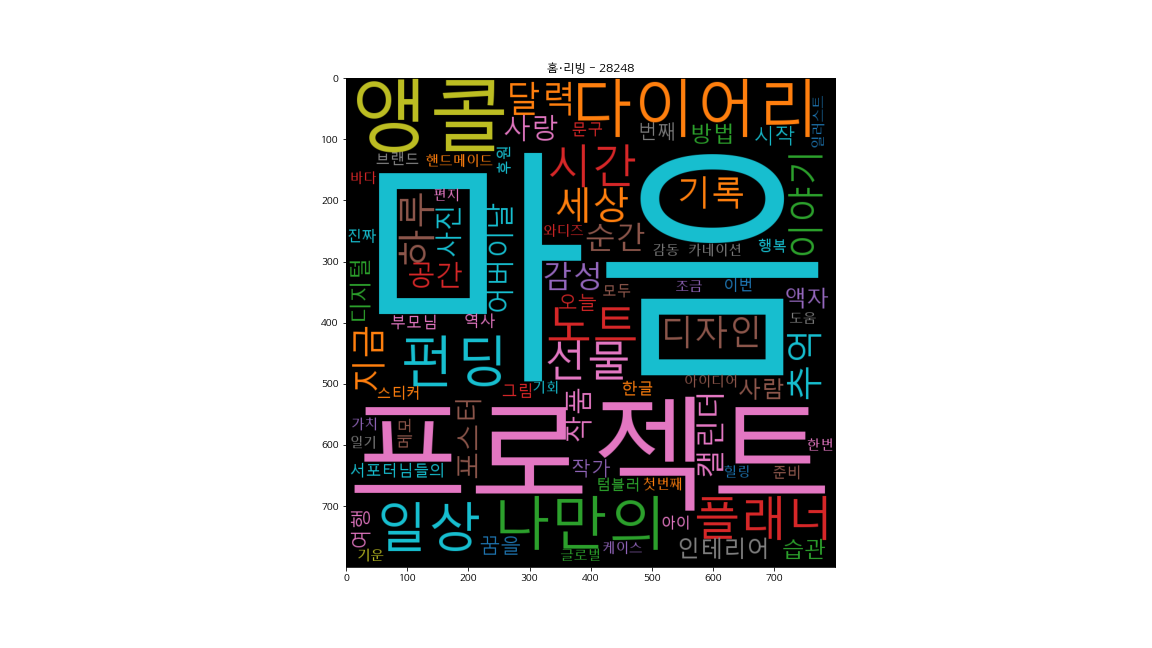 홈·리빙 - 28248
앵콜 달력 다이어리
사랑 문구 번째 방법 시작 일러스트
브랜드 핸드메이드 후원 시간
바다 편지 세상 기록 이야기
하루 사진 어버이날 마음
진짜 와디즈 순간 감동 카네이션 행복
공간 감성 조금 이번
디지털 오늘 모두 액자
부모님 역사 노트 디자인 도움
지금 펀딩 선물 추억
스티커 그림 기회 한글 아이디어 사람
프로젝트
가치 페머 포스터 작품 캘린더
일기 한번
서포터님들의 작가 힐링 준비
텀블러 첫번째
여행 일상 나만의 아이 플래너
기운 꿈을 글로벌 케이스 인테리어 습관
0 100 200 300 400 500 600 700
0 100 200 300 400 500 600 700